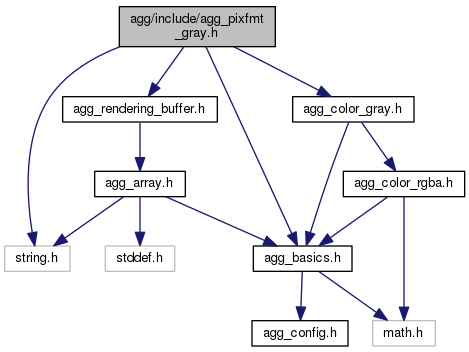 agg/include/agg_pixfmt
_gray.h
agg_rendering_buffer.h
agg_color_gray.h
agg_array.h
agg_color_rgba.h
string.h
stddef.h
agg_basics.h
agg_config.h
math.h